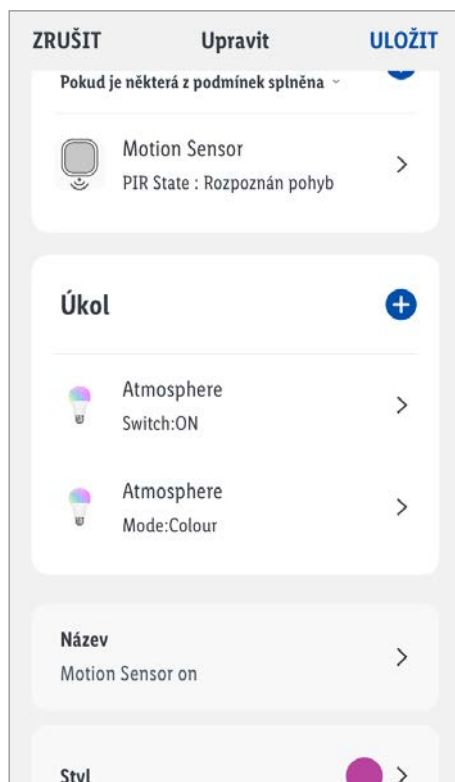 ZRUŠIT Upravit ULOŽIT
Pokud je některá z podmínek splněna
Motion Sensor
PIR State : Rozpoznán pohyb
Úkol
Atmosphere
Switch:ON
Atmosphere
Mode:Colour
Název
Motion Sensor on
Styl